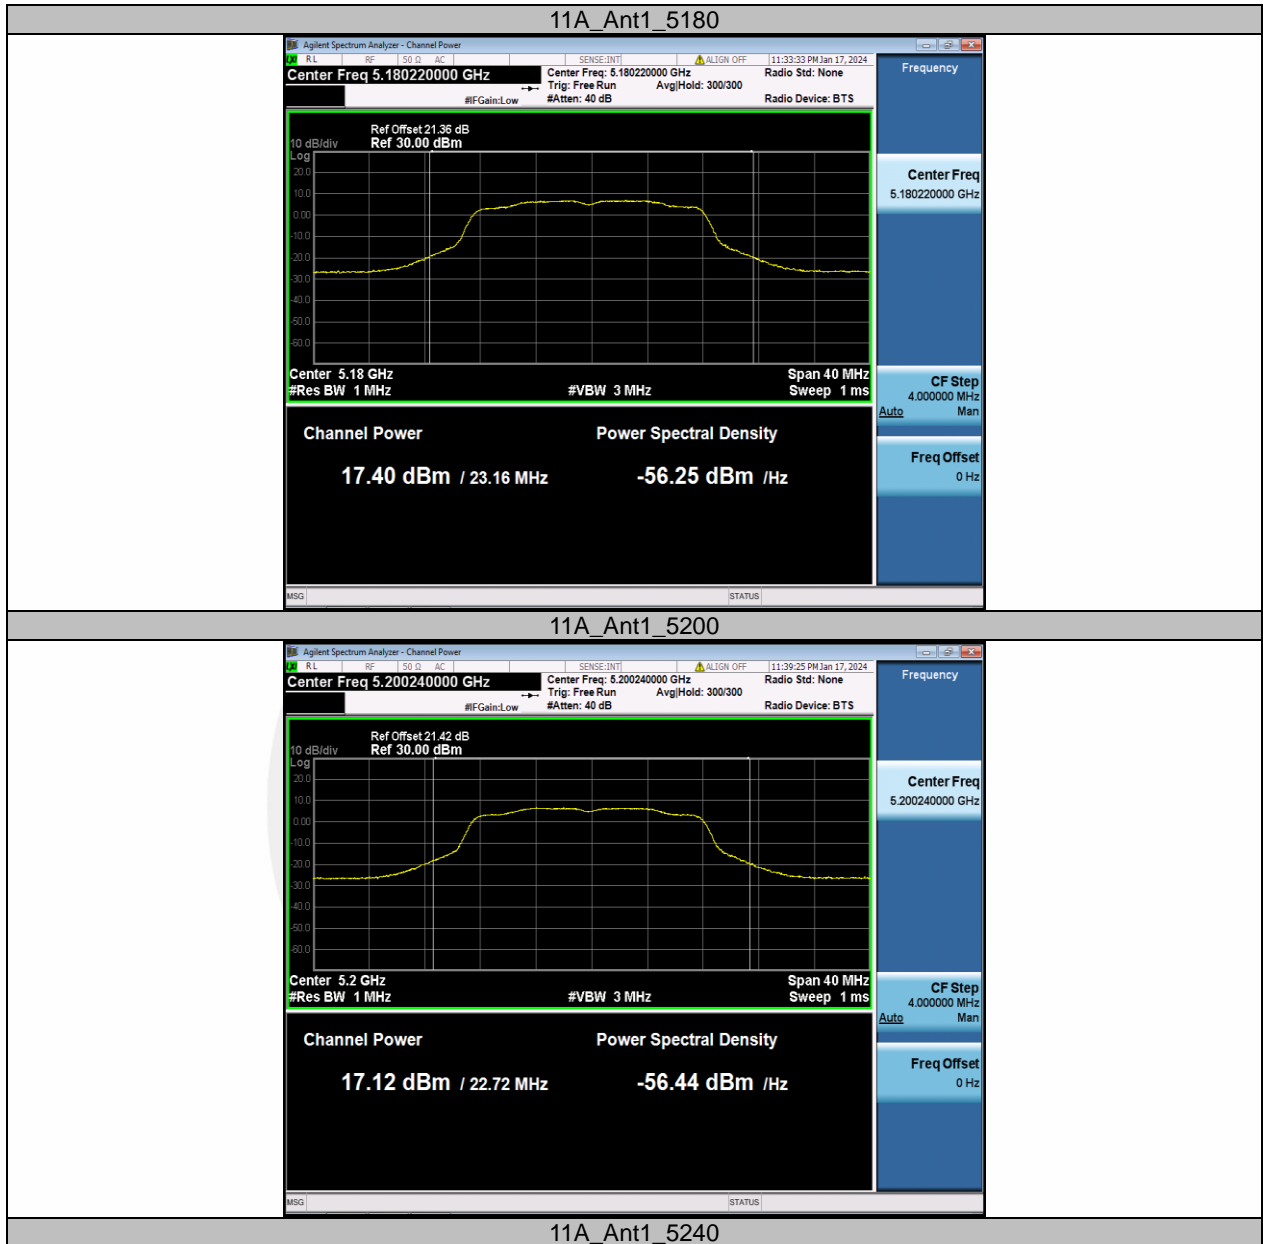 11A_Ant1_5180
Agilent Spectrum Analyzer - Channel Power
RL RF 50 Ω AC SENSE:INT ALIGN OFF 11:33:33 PM Jan 17, 2024
Center Freq 5.180220000 GHz
Center Freq: 5.180220000 GHz Radio Std: None
Trig: Free Run Avg|Hold: 300/300
#IFGain:Low #Atten: 40 dB Radio Device: BTS
Frequency
Ref Offset 21.36 dB
10 dB/div Ref 30.00 dBm
Log
20.0
10.0
0.00
-10.0
-20.0
-30.0
-40.0
-50.0
-60.0
Center 5.18 GHz Span 40 MHz
#Res BW 1 MHz #VBW 3 MHz Sweep 1 ms
Channel Power Power Spectral Density
17.40 dBm / 23.16 MHz -56.25 dBm /Hz
Center Freq
5.180220000 GHz
CF Step
4.000000 MHz
Auto Man
Freq Offset
0 Hz
MSG STATUS
11A_Ant1_5200
Agilent Spectrum Analyzer - Channel Power
RL RF 50 Ω AC SENSE:INT ALIGN OFF 11:39:25 PM Jan 17, 2024
Center Freq 5.200240000 GHz
Center Freq: 5.200240000 GHz Radio Std: None
Trig: Free Run Avg|Hold: 300/300
#IFGain:Low #Atten: 40 dB Radio Device: BTS
Frequency
Ref Offset 21.42 dB
10 dB/div Ref 30.00 dBm
Log
20.0
10.0
0.00
-10.0
-20.0
-30.0
-40.0
-50.0
-60.0
Center 5.2 GHz Span 40 MHz
#Res BW 1 MHz #VBW 3 MHz Sweep 1 ms
Channel Power Power Spectral Density
17.12 dBm / 22.72 MHz -56.44 dBm /Hz
Center Freq
5.200240000 GHz
CF Step
4.000000 MHz
Auto Man
Freq Offset
0 Hz
MSG STATUS
11A_Ant1_5240